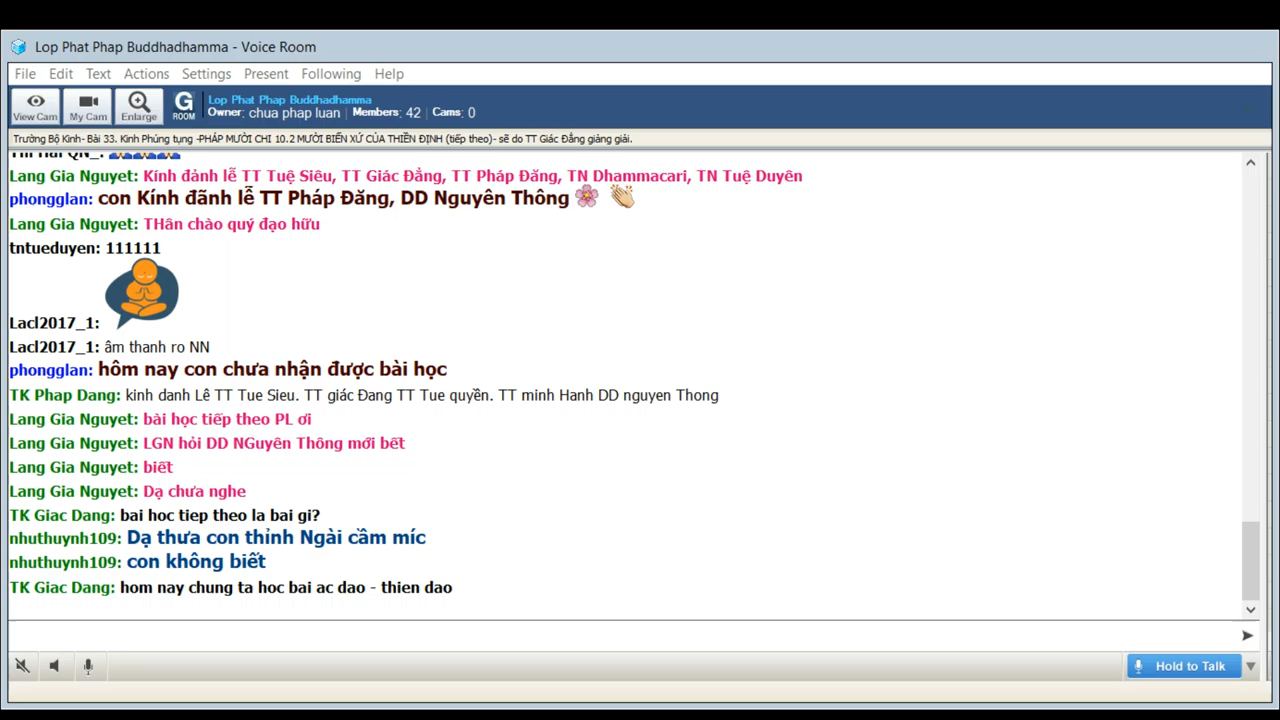 Lop Phat Phap Buddhadhamma - Voice Room
File Edit Text Actions Settings Present Following Help
View Cam My Cam Enlarge G ROOM
Lop Phat Phap Buddhadhamma
Owner: chua phap luan | Members: 42 | Cams: 0
Trường Bộ Kinh- Bài 33. Kinh Phúng tụng -PHÁP MƯỜI CHI 10.2 MƯỜI BIẾN XỨ CỦA THIỀN ĐỊNH (tiếp theo)- sẽ do TT Giác Đẳng giảng giải.
Lang Gia Nguyet: Kính đảnh lễ TT Tuệ Siêu, TT Giác Đẳng, TT Pháp Đăng, TN Dhammacari, TN Tuệ Duyên
phongglan: con Kính đãnh lễ TT Pháp Đăng, DD Nguyên Thông
Lang Gia Nguyet: THân chào quý đạo hữu
tntueduyen: 111111
Lacl2017_1:
Lacl2017_1: âm thanh ro NN
phongglan: hôm nay con chưa nhận được bài học
TK Phap Dang: kinh danh Lê TT Tue Sieu. TT giác Đang TT Tue quyền. TT minh Hanh DD nguyen Thong
Lang Gia Nguyet: bài học tiếp theo PL ơi
Lang Gia Nguyet: LGN hỏi DD NGuyên Thông mới bết
Lang Gia Nguyet: biết
Lang Gia Nguyet: Dạ chưa nghe
TK Giac Dang: bai hoc tiep theo la bai gi?
nhuthuynh109: Dạ thưa con thỉnh Ngài cầm míc
nhuthuynh109: con không biết
TK Giac Dang: hom nay chung ta hoc bai ac dao - thien dao
Hold to Talk